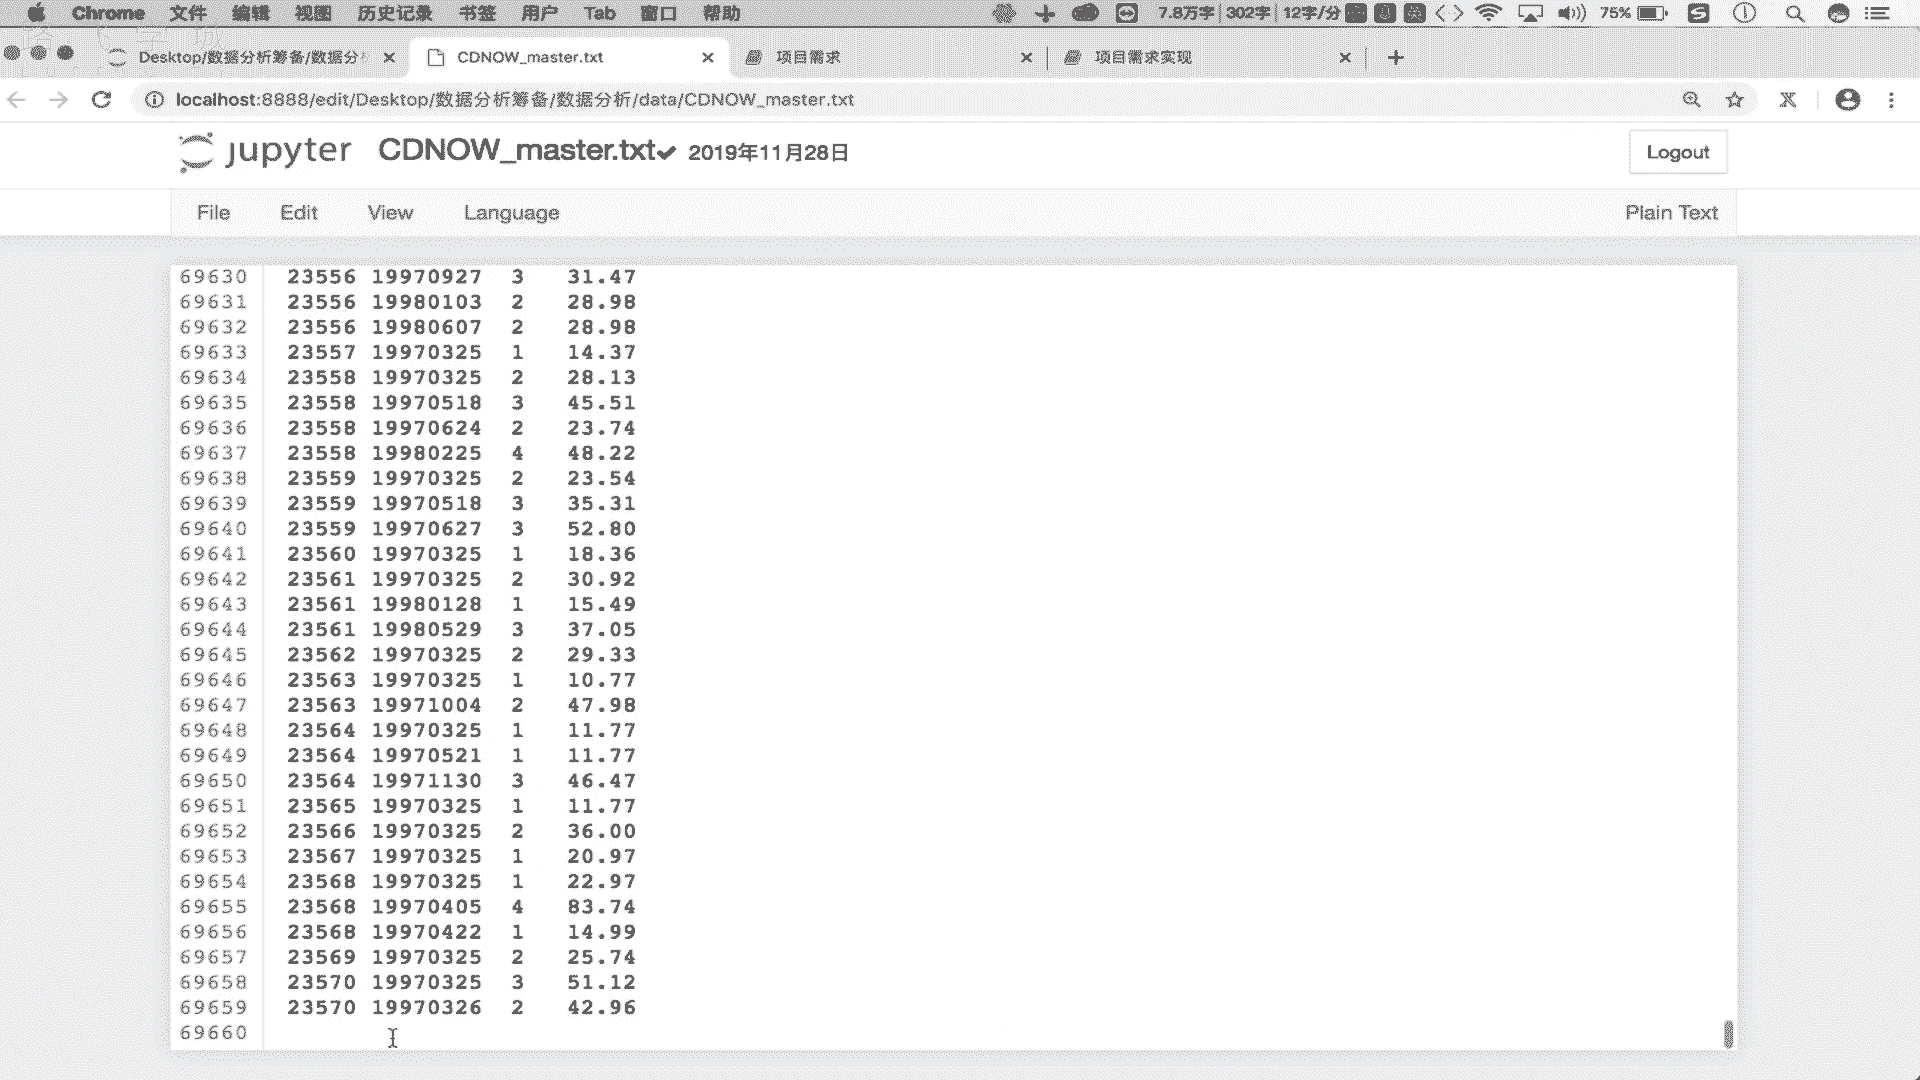 Chrome 文件 编辑 视图 历史记录 书签 用户 Tab 窗口 帮助 7.8万字 302字 12字/分 75%
Desktop/数据分析筹备/数据分 CDNOW_master.txt 项目需求 项目需求实现
localhost:8888/edit/Desktop/数据分析筹备/数据分析/data/CDNOW_master.txt
jupyter CDNOW_master.txt 2019年11月28日 Logout
File Edit View Language Plain Text
69630 23556 19970927 3 31.47
69631 23556 19980103 2 28.98
69632 23556 19980607 2 28.98
69633 23557 19970325 1 14.37
69634 23558 19970325 2 28.13
69635 23558 19970518 3 45.51
69636 23558 19970624 2 23.74
69637 23558 19980225 4 48.22
69638 23559 19970325 2 23.54
69639 23559 19970518 3 35.31
69640 23559 19970627 3 52.80
69641 23560 19970325 1 18.36
69642 23561 19970325 2 30.92
69643 23561 19980128 1 15.49
69644 23561 19980529 3 37.05
69645 23562 19970325 2 29.33
69646 23563 19970325 1 10.77
69647 23563 19971004 2 47.98
69648 23564 19970325 1 11.77
69649 23564 19970521 1 11.77
69650 23564 19971130 3 46.47
69651 23565 19970325 1 11.77
69652 23566 19970325 2 36.00
69653 23567 19970325 1 20.97
69654 23568 19970325 1 22.97
69655 23568 19970405 4 83.74
69656 23568 19970422 1 14.99
69657 23569 19970325 2 25.74
69658 23570 19970325 3 51.12
69659 23570 19970326 2 42.96
69660